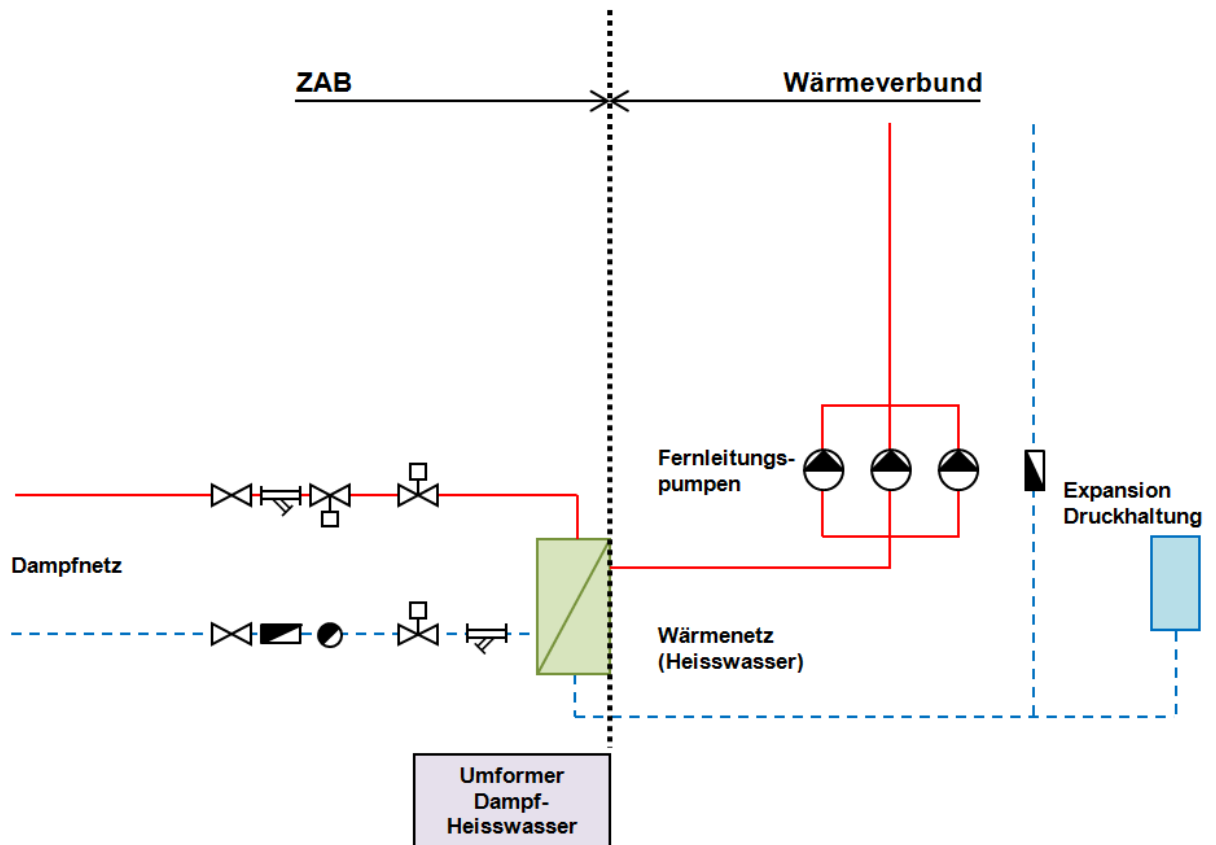 ZAB
Wärmeverbund
Fernleitungs-
pumpen
Expansion
Druckhaltung
Dampfnetz
Wärmenetz
(Heisswasser)
Umformer
Dampf-
Heisswasser